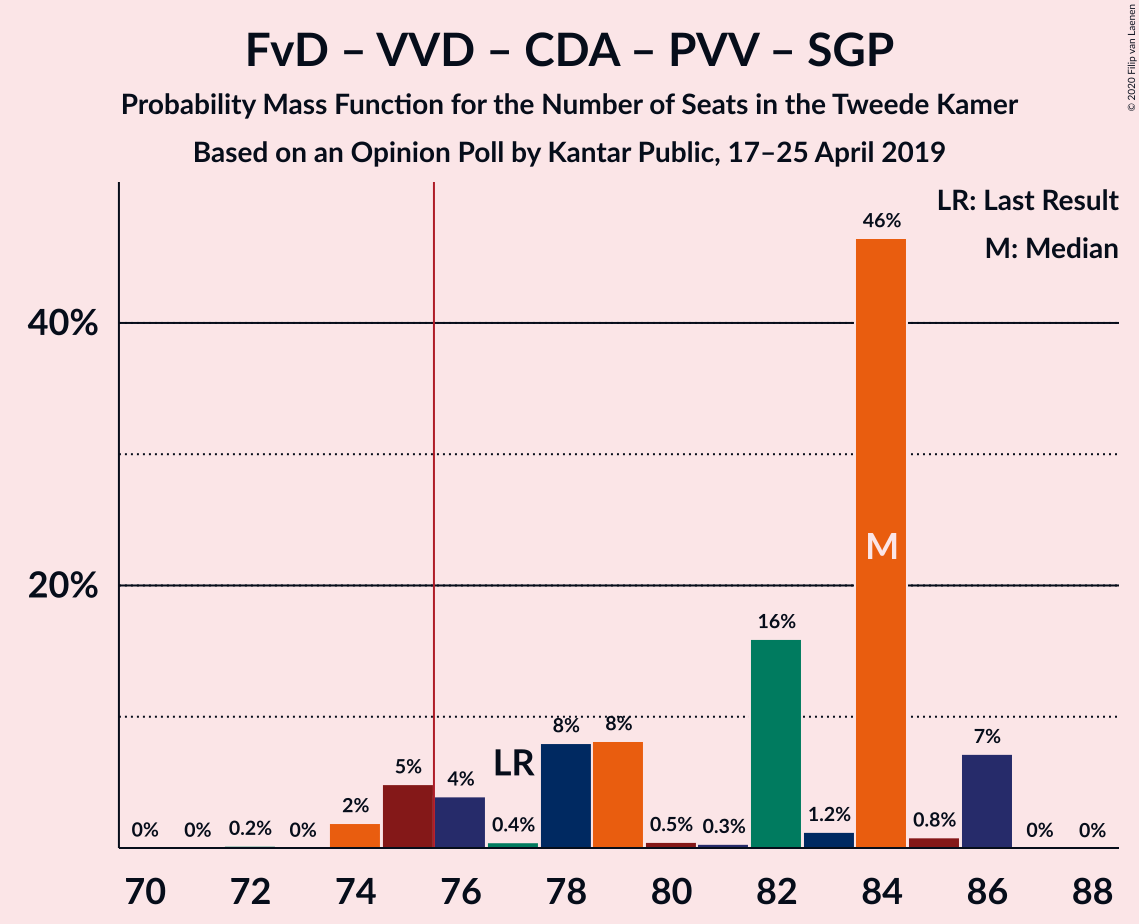 FvD – VVD – CDA – PVV – SGP
Probability Mass Function for the Number of Seats in the Tweede Kamer
Based on an Opinion Poll by Kantar Public, 17–25 April 2019
© 2020 Filip van Laenen
LR: Last Result
M: Median
40%
20%
0%
0%
0.2%
0%
2%
5%
4%
0.4%
8%
8%
0.5%
0.3%
16%
1.2%
46%
0.8%
7%
0%
0%
LR
M
70 72 74 76 78 80 82 84 86 88